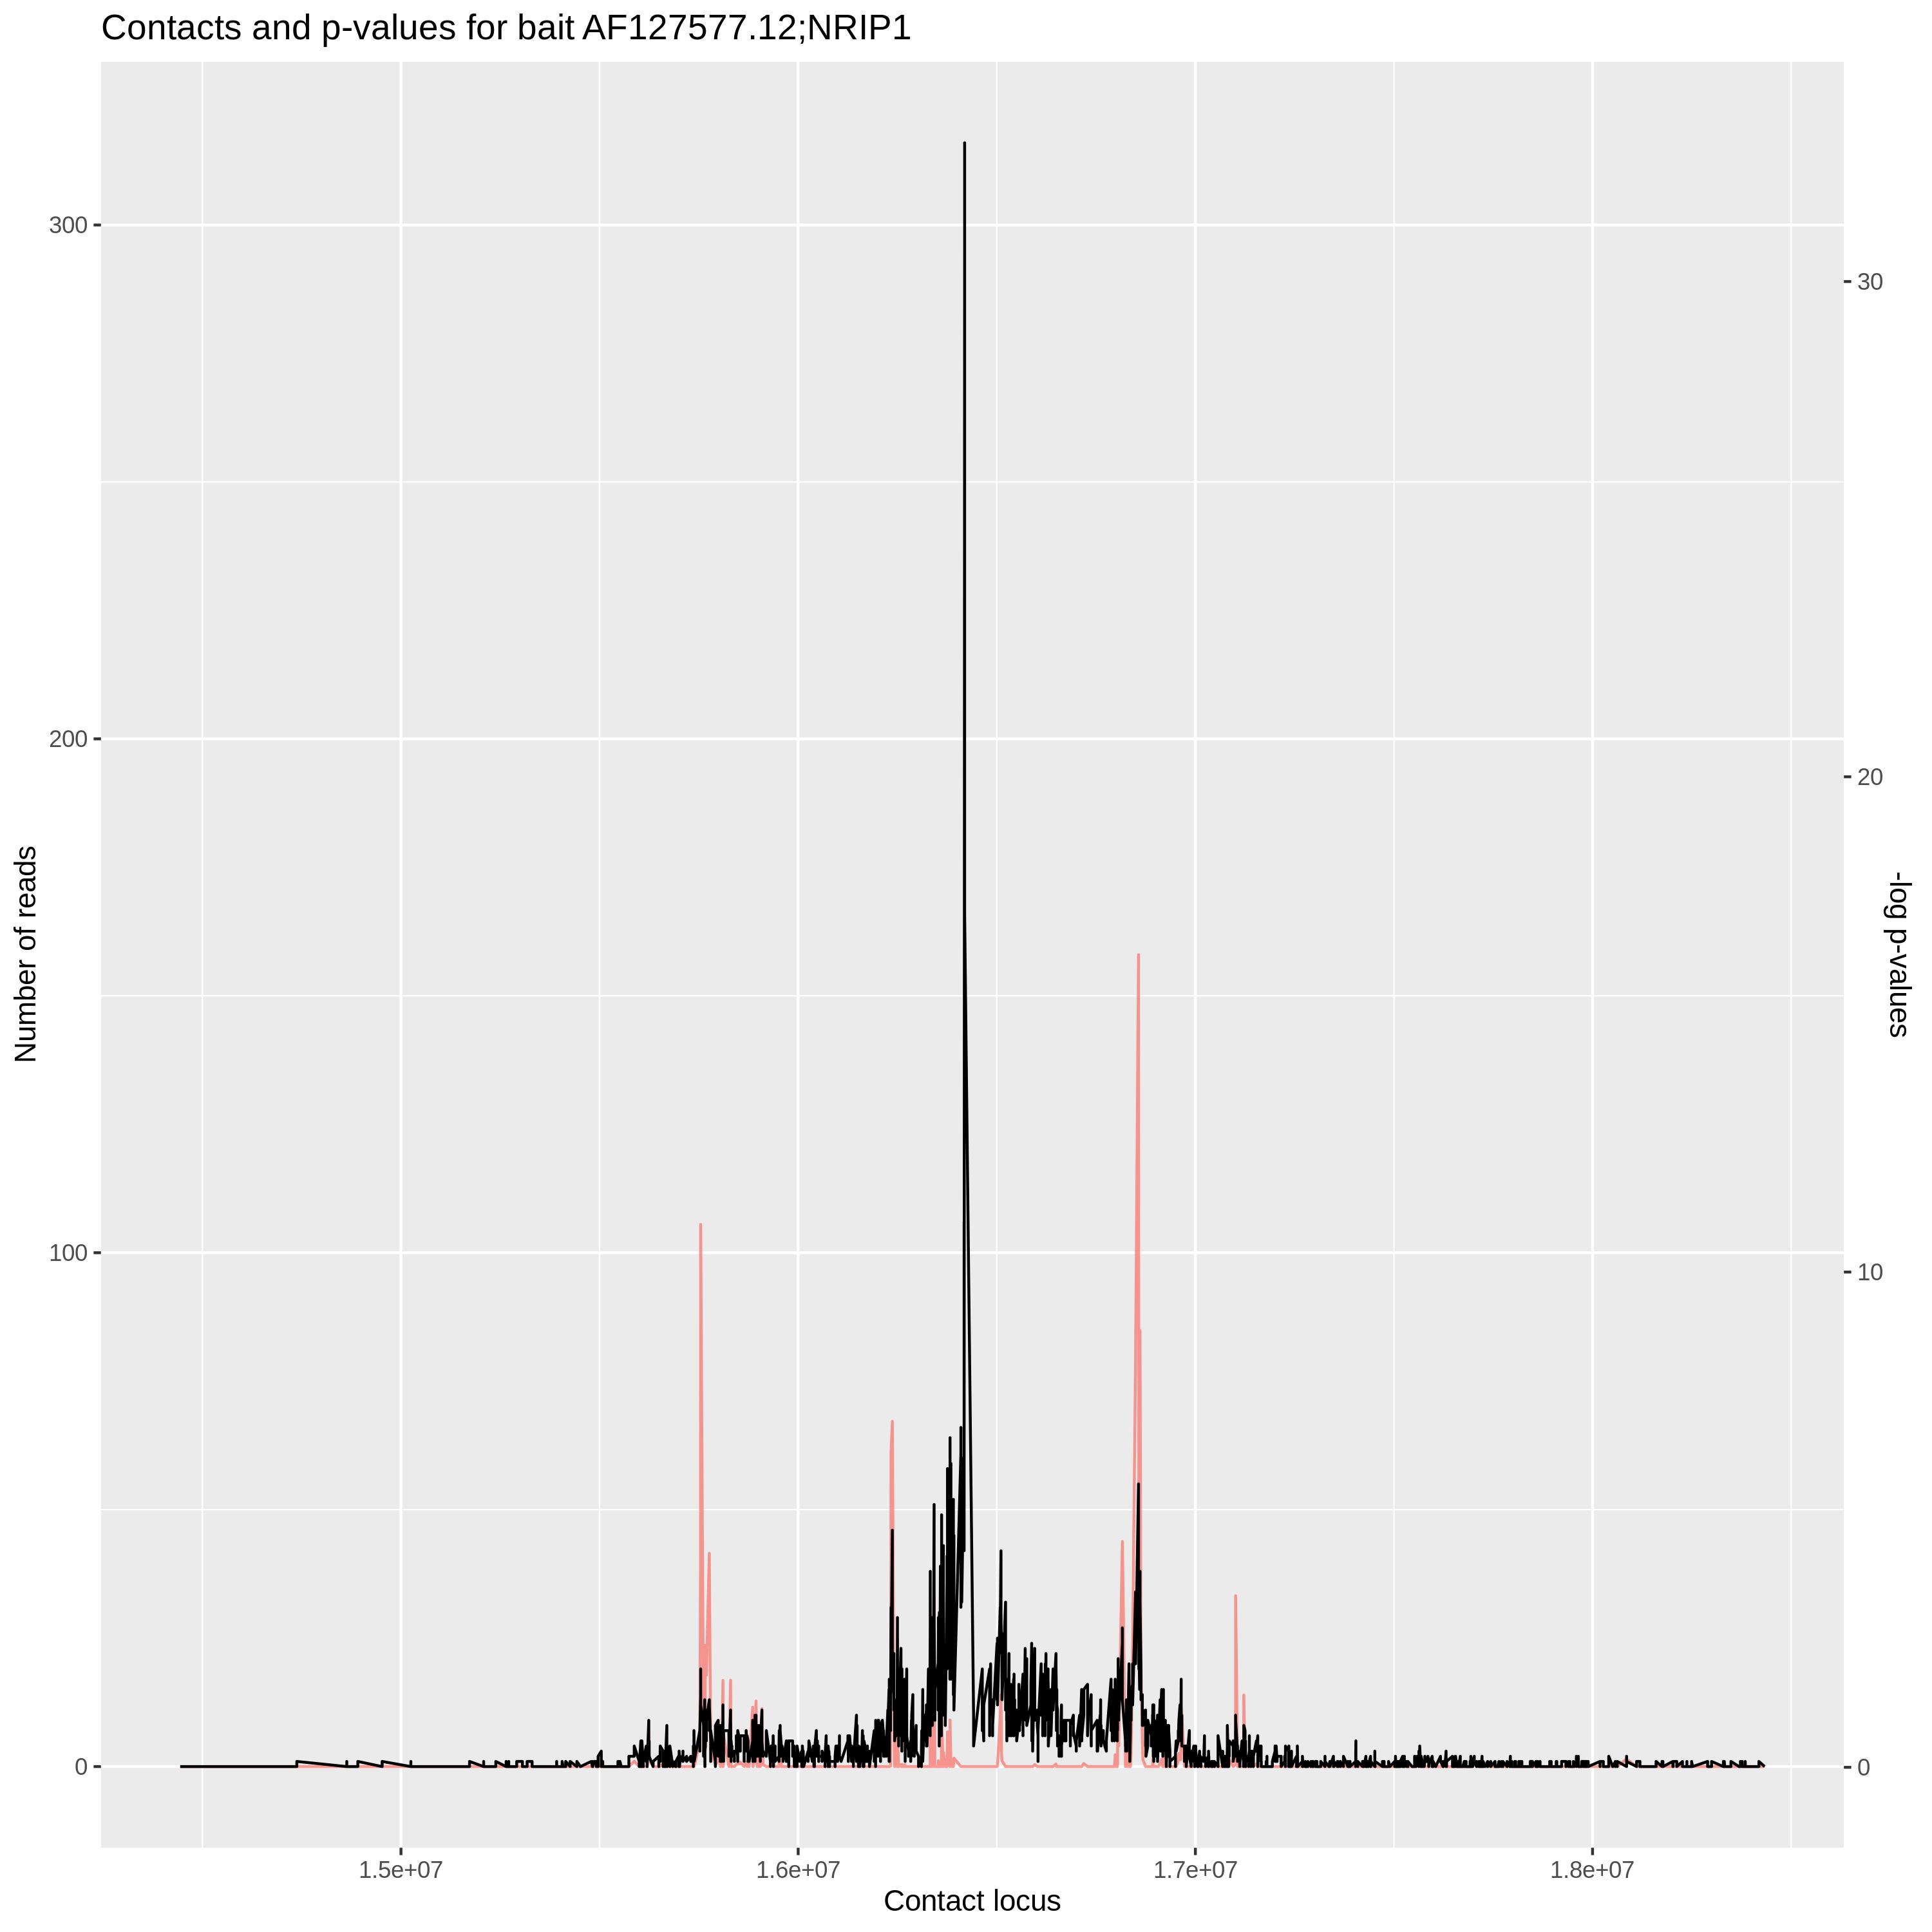 Contacts and p-values for bait AF127577.12;NRIP1
300
200
100
0
Number of reads
30
20
10
0
-log p-values
1.5e+07
1.6e+07
1.7e+07
1.8e+07
Contact locus